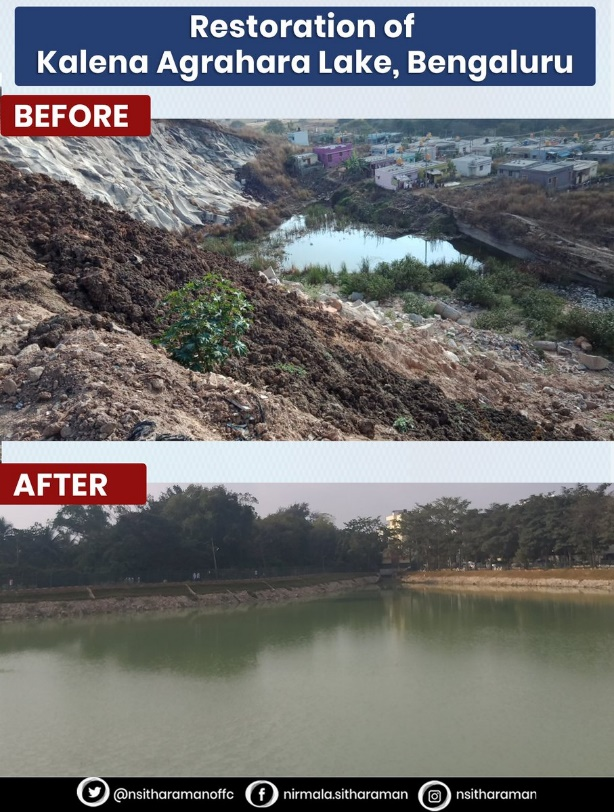 Restoration of
Kalena Agrahara Lake, Bengaluru
BEFORE
AFTER
@nsitharamanoffc nirmala.sitharaman nsitharaman